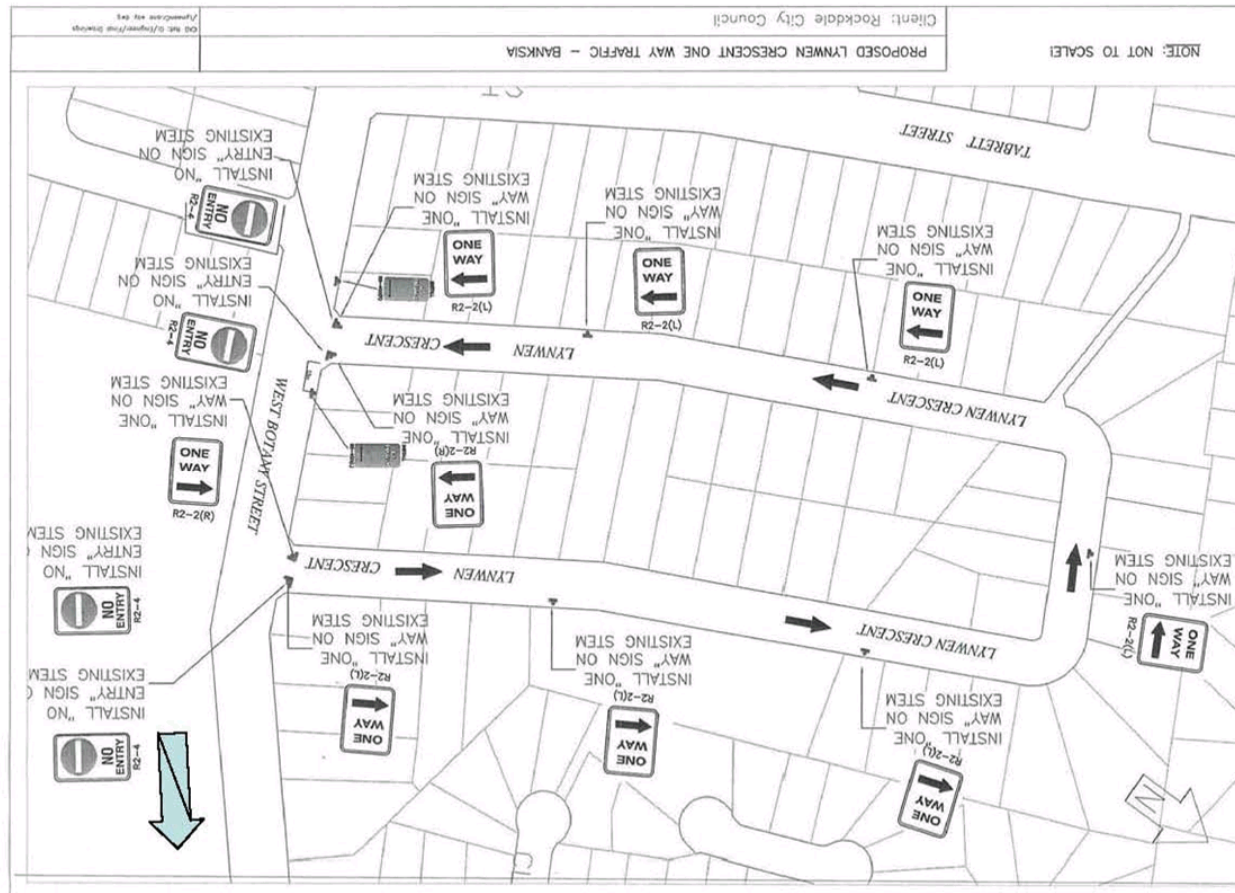 NOTE: NOT TO SCALE!
PROPOSED LYNWEN CRESCENT ONE WAY TRAFFIC - BANKSIA
Client: Rockdale City Council
ST
TABRETT STREET
INSTALL "NO
ENTRY" SIGN ON
EXISTING STEM
NO
ENTRY
R2-4
INSTALL "ONE
WAY" SIGN ON
EXISTING STEM
ONE
WAY
R2-2(L)
INSTALL "ONE
WAY" SIGN ON
EXISTING STEM
ONE
WAY
R2-2(L)
INSTALL "ONE
WAY" SIGN ON
EXISTING STEM
ONE
WAY
R2-2(L)
INSTALL "NO
ENTRY" SIGN ON
EXISTING STEM
NO
ENTRY
R2-4
LYNWEN CRESCENT
LYNWEN CRESCENT
LYNWEN CRESCENT
INSTALL "ONE
WAY" SIGN ON
EXISTING STEM
ONE
WAY
R2-2(R)
WEST BOTANY STREET
INSTALL "ONE
WAY" SIGN ON
EXISTING STEM
R2-2(R)
ONE
WAY
INSTALL "NO
ENTRY" SIGN ON
EXISTING STEM
NO
ENTRY
R2-4
LYNWEN CRESCENT
LYNWEN CRESCENT
LYNWEN CRESCENT
INSTALL "ONE
WAY" SIGN ON
EXISTING STEM
R2-2(L)
ONE
WAY
INSTALL "NO
ENTRY" SIGN ON
EXISTING STEM
NO
ENTRY
R2-4
INSTALL "ONE
WAY" SIGN ON
EXISTING STEM
R2-2(L)
ONE
WAY
INSTALL "ONE
WAY" SIGN ON
EXISTING STEM
R2-2(L)
ONE
WAY
INSTALL "ONE
WAY" SIGN ON
EXISTING STEM
R2-2(L)
ONE
WAY
N